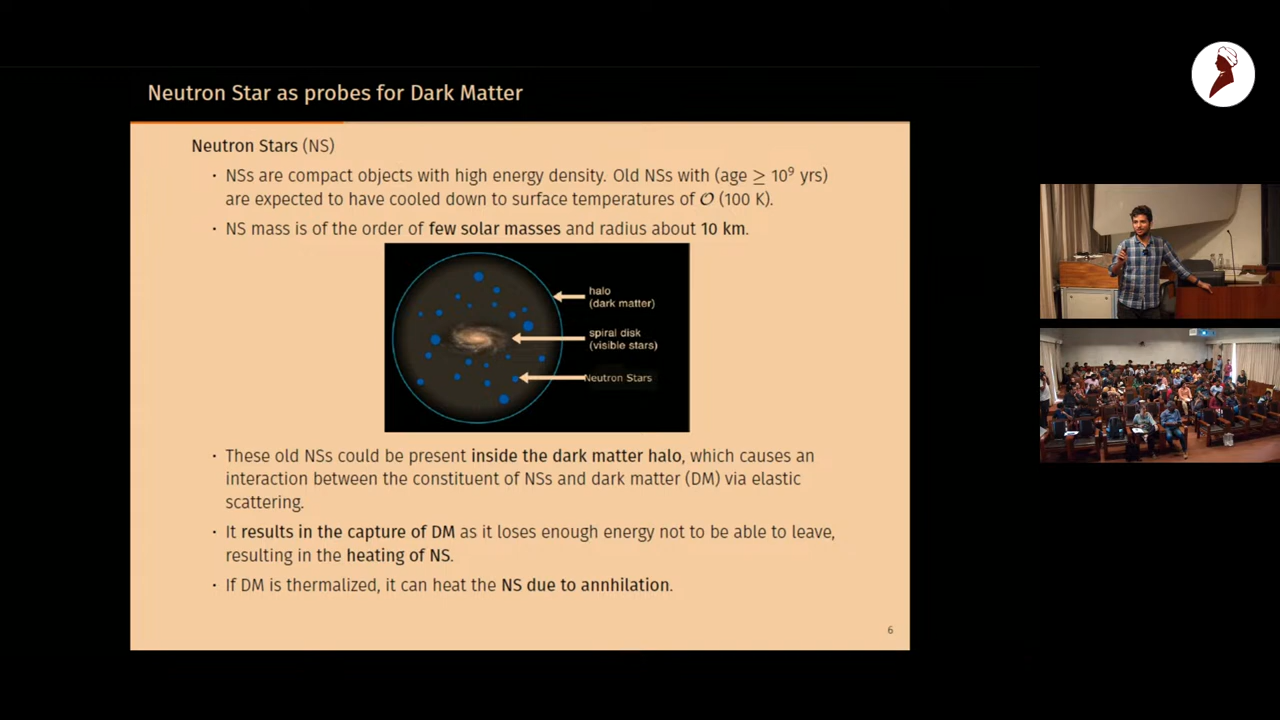 Neutron Star as probes for Dark Matter
Neutron Stars (NS)
· NSs are compact objects with high energy density. Old NSs with (age ≥ 10⁹ yrs)
are expected to have cooled down to surface temperatures of 𝒪 (100 K).
· NS mass is of the order of few solar masses and radius about 10 km.
halo
(dark matter)
spiral disk
(visible stars)
Neutron Stars
· These old NSs could be present inside the dark matter halo, which causes an
interaction between the constituent of NSs and dark matter (DM) via elastic
scattering.
· It results in the capture of DM as it loses enough energy not to be able to leave,
resulting in the heating of NS.
· If DM is thermalized, it can heat the NS due to annhilation.
6